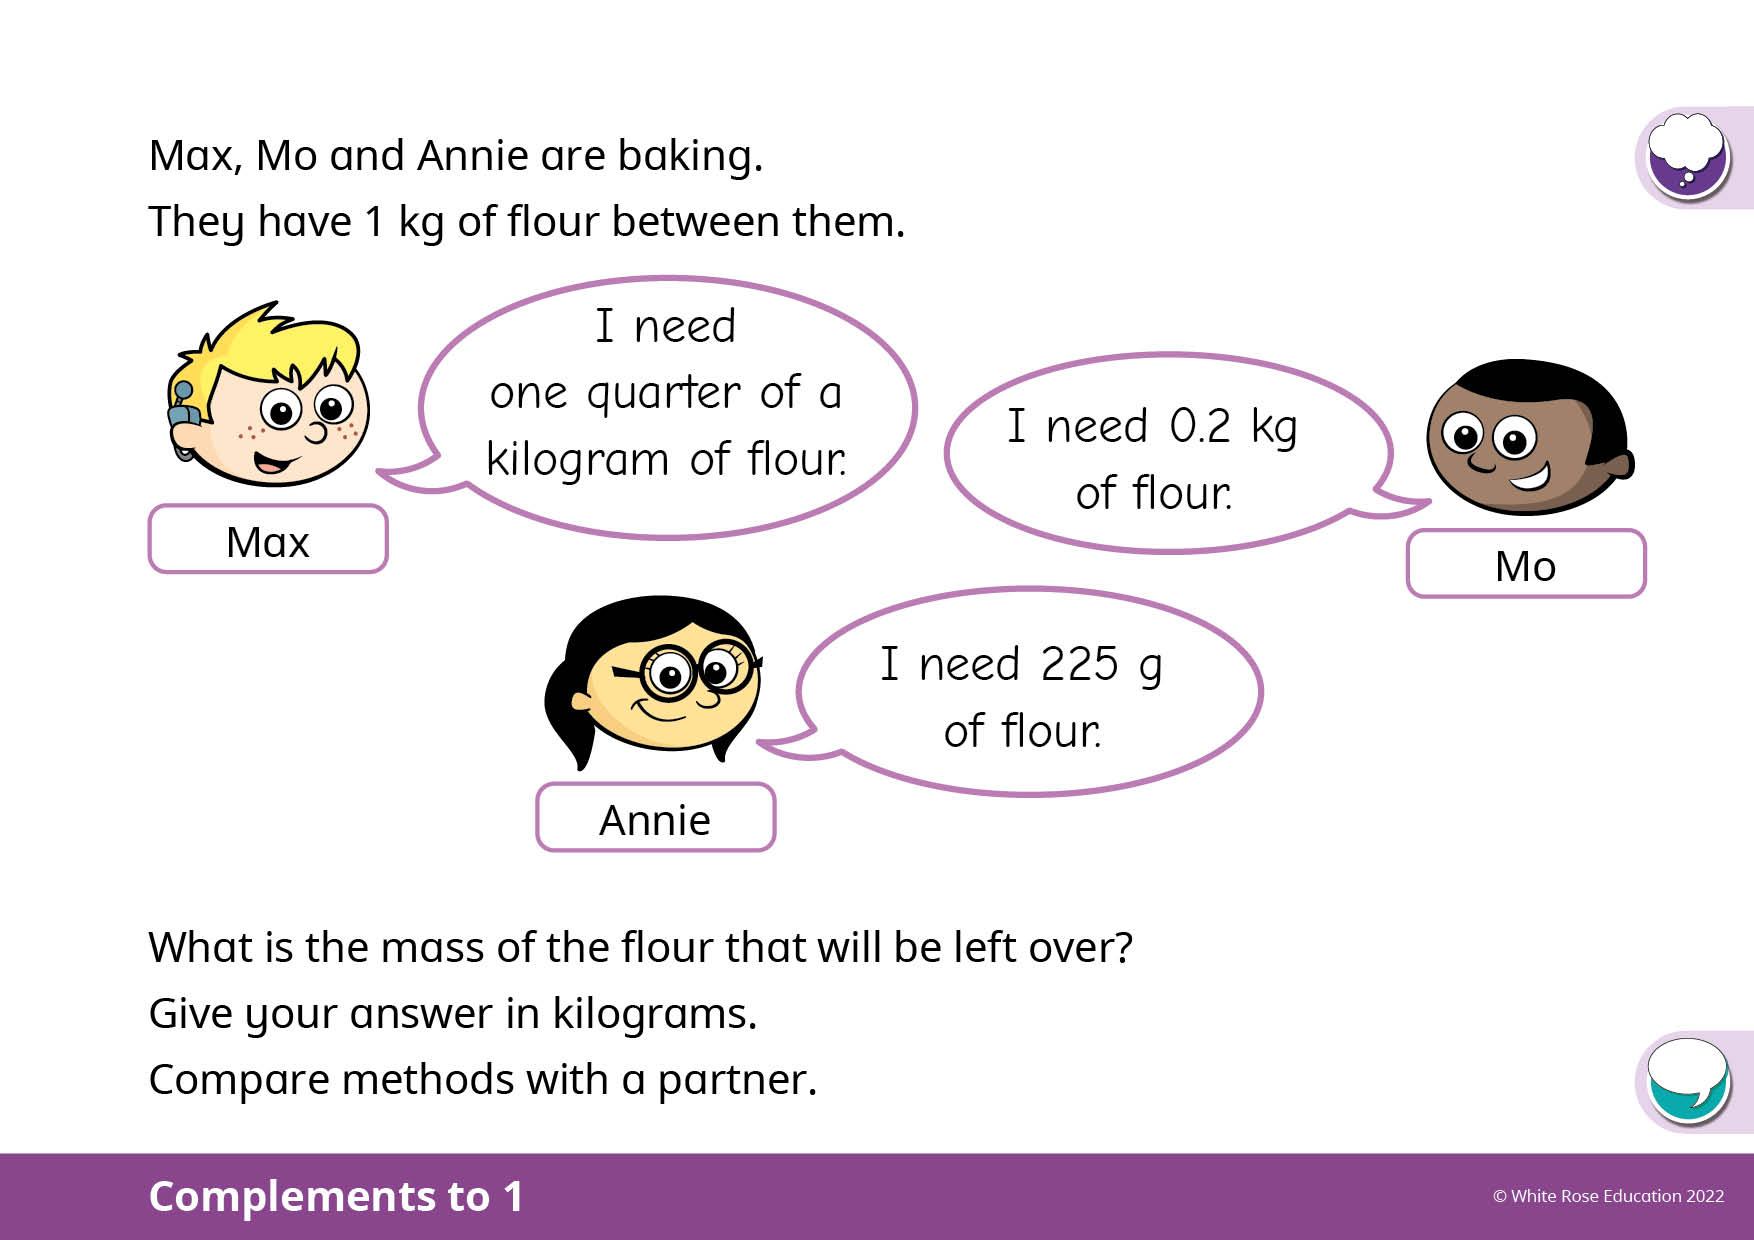 Max, Mo and Annie are baking.
They have 1 kg of flour between them.
I need
one quarter of a
kilogram of flour.
Max
I need 0.2 kg
of flour.
Mo
I need 225 g
of flour.
Annie
What is the mass of the flour that will be left over?
Give your answer in kilograms.
Compare methods with a partner.
Complements to 1
© White Rose Education 2022